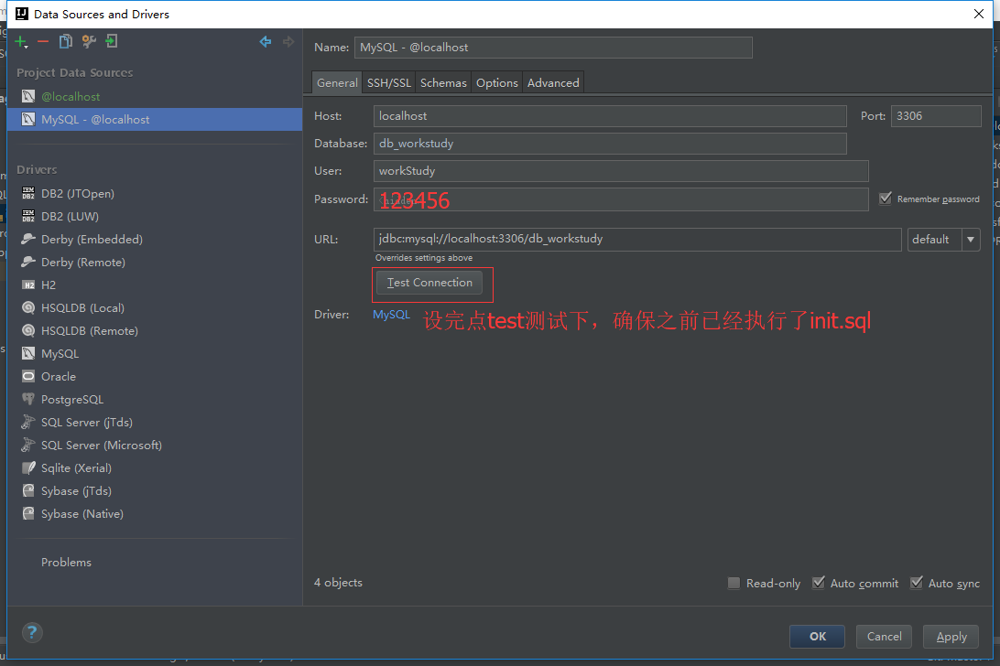 Data Sources and Drivers
Project Data Sources
@localhost
MySQL - @localhost
Drivers
DB2 (JTOpen)
DB2 (LUW)
Derby (Embedded)
Derby (Remote)
H2
HSQLDB (Local)
HSQLDB (Remote)
MySQL
Oracle
PostgreSQL
SQL Server (jTds)
SQL Server (Microsoft)
Sqlite (Xerial)
Sybase (jTds)
Sybase (Native)
Problems
Name: MySQL - @localhost
General SSH/SSL Schemas Options Advanced
Host: localhost Port: 3306
Database: db_workstudy
User: workStudy
Password: 123456 Remember password
URL: jdbc:mysql://localhost:3306/db_workstudy default
Overrides settings above
Test Connection
Driver: MySQL 设完点test测试下，确保之前已经执行了init.sql
4 objects Read-only Auto commit Auto sync
? OK Cancel Apply